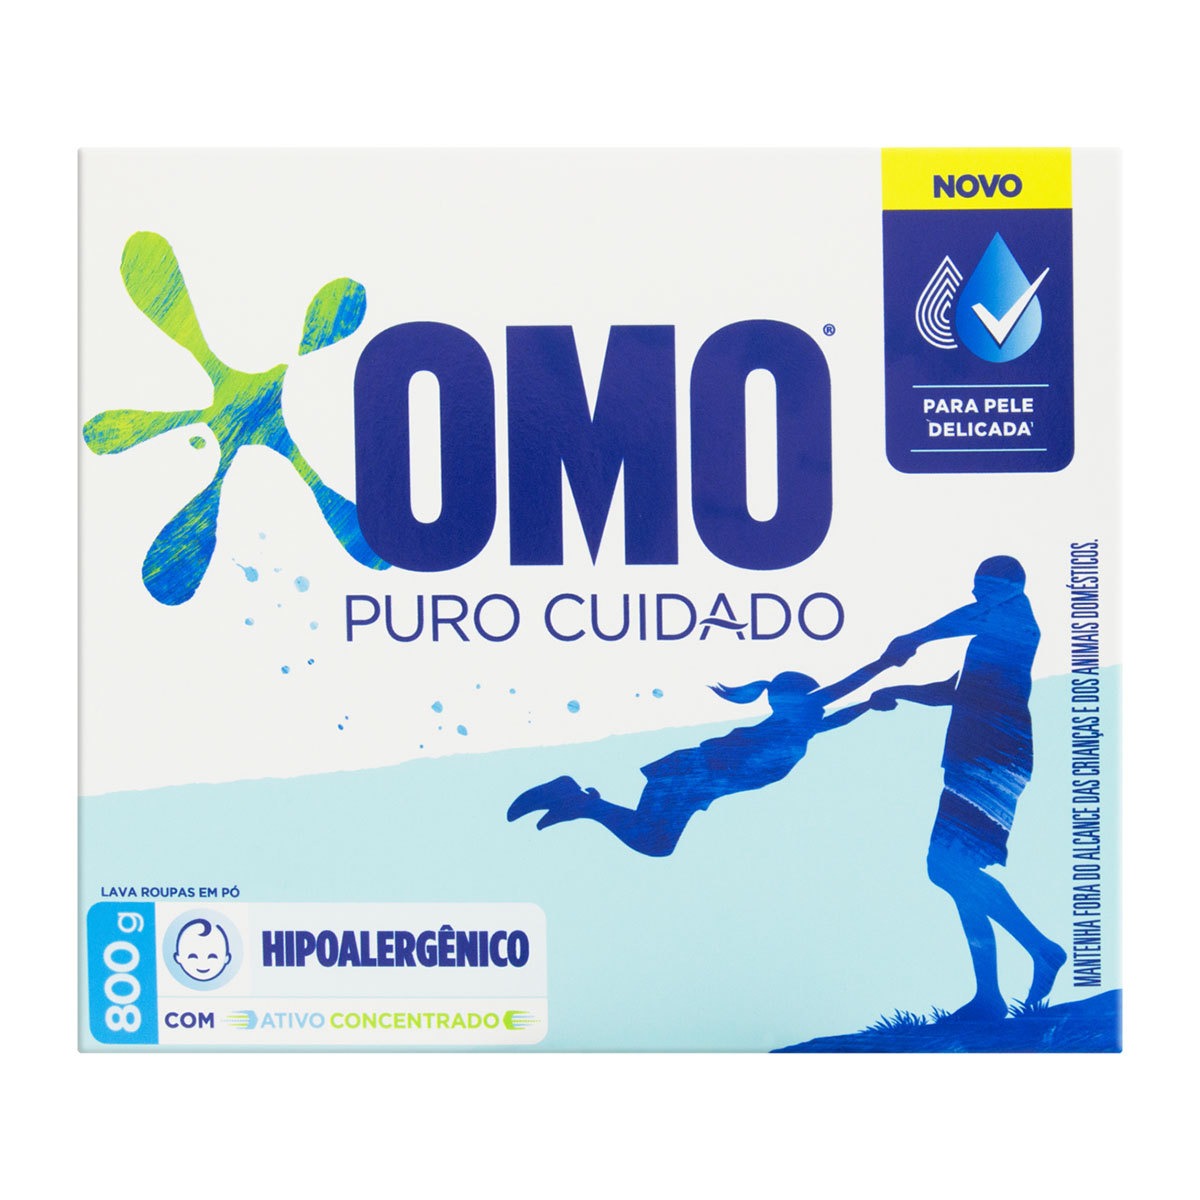 NOVO
PARA PELE
DELICADA¹
OMO®
PURO CUIDADO
LAVA ROUPAS EM PÓ
800g
HIPOALERGÊNICO
COM ATIVO CONCENTRADO
MANTENHA FORA DO ALCANCE DAS CRIANÇAS E DOS ANIMAIS DOMÉSTICOS.